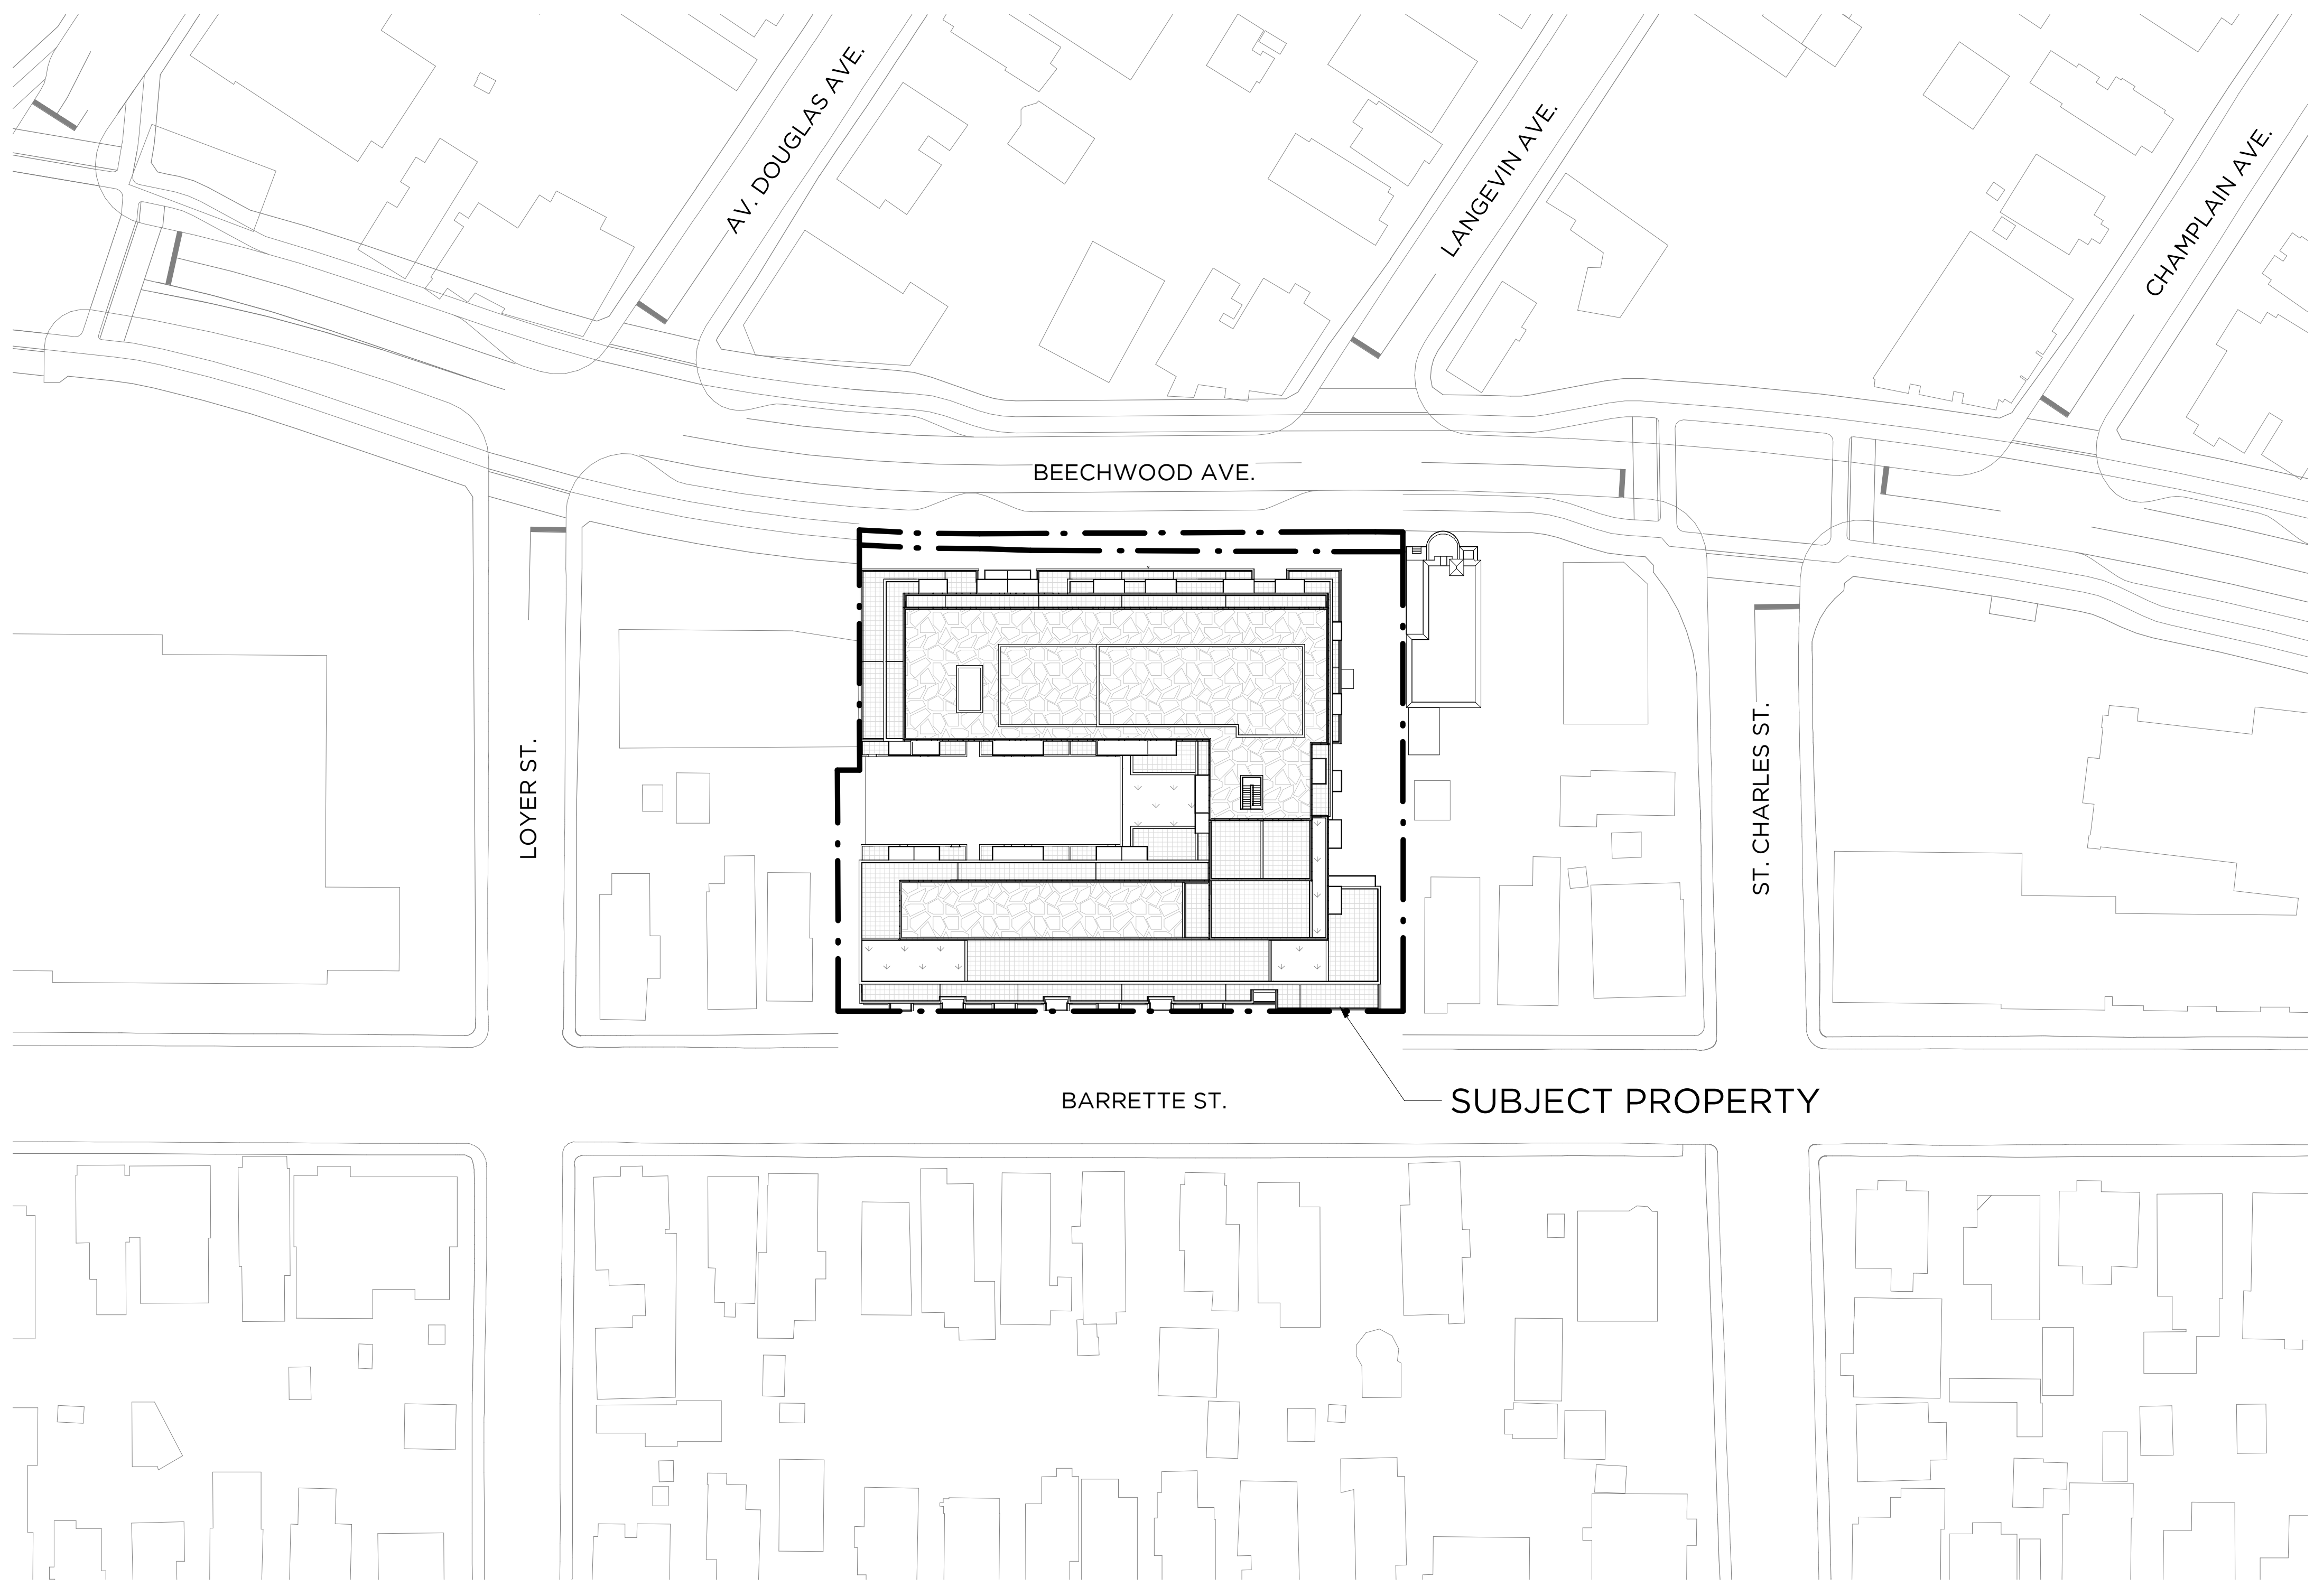 AV. DOUGLAS AVE.
LANGEVIN AVE.
CHAMPLAIN AVE.
BEECHWOOD AVE.
LOYER ST.
ST. CHARLES ST.
BARRETTE ST.
SUBJECT PROPERTY